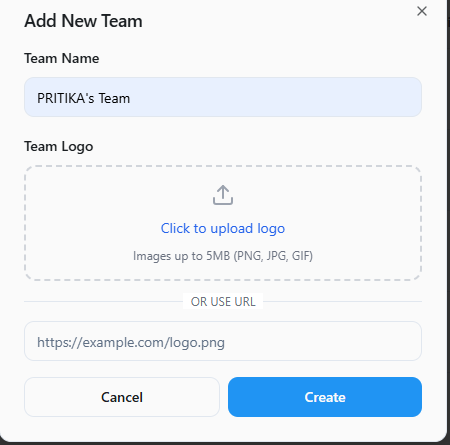 Add New Team
Team Name
PRITIKA's Team
Team Logo
Click to upload logo
Images up to 5MB (PNG, JPG, GIF)
OR USE URL
https://example.com/logo.png
Cancel
Create